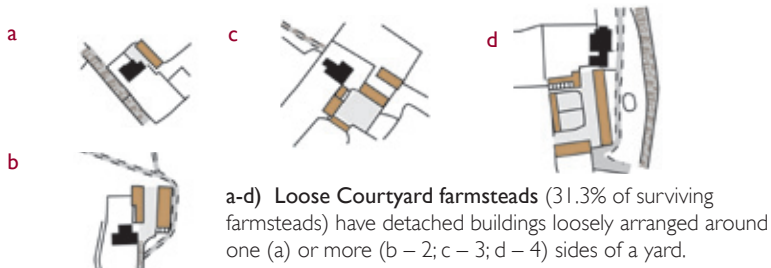 a
c
d
b
a-d) Loose Courtyard farmsteads (31.3% of surviving
farmsteads) have detached buildings loosely arranged around
one (a) or more (b – 2; c – 3; d – 4) sides of a yard.